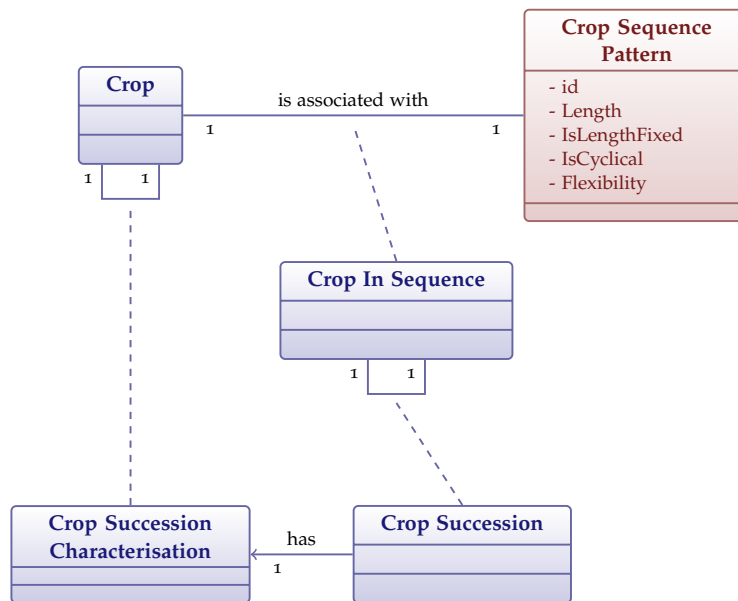 Crop Sequence
Pattern
- id
- Length
- IsLengthFixed
- IsCyclical
- Flexibility
Crop
is associated with
1
1
1
1
Crop In Sequence
1
1
Crop Succession
Characterisation
has
1
Crop Succession